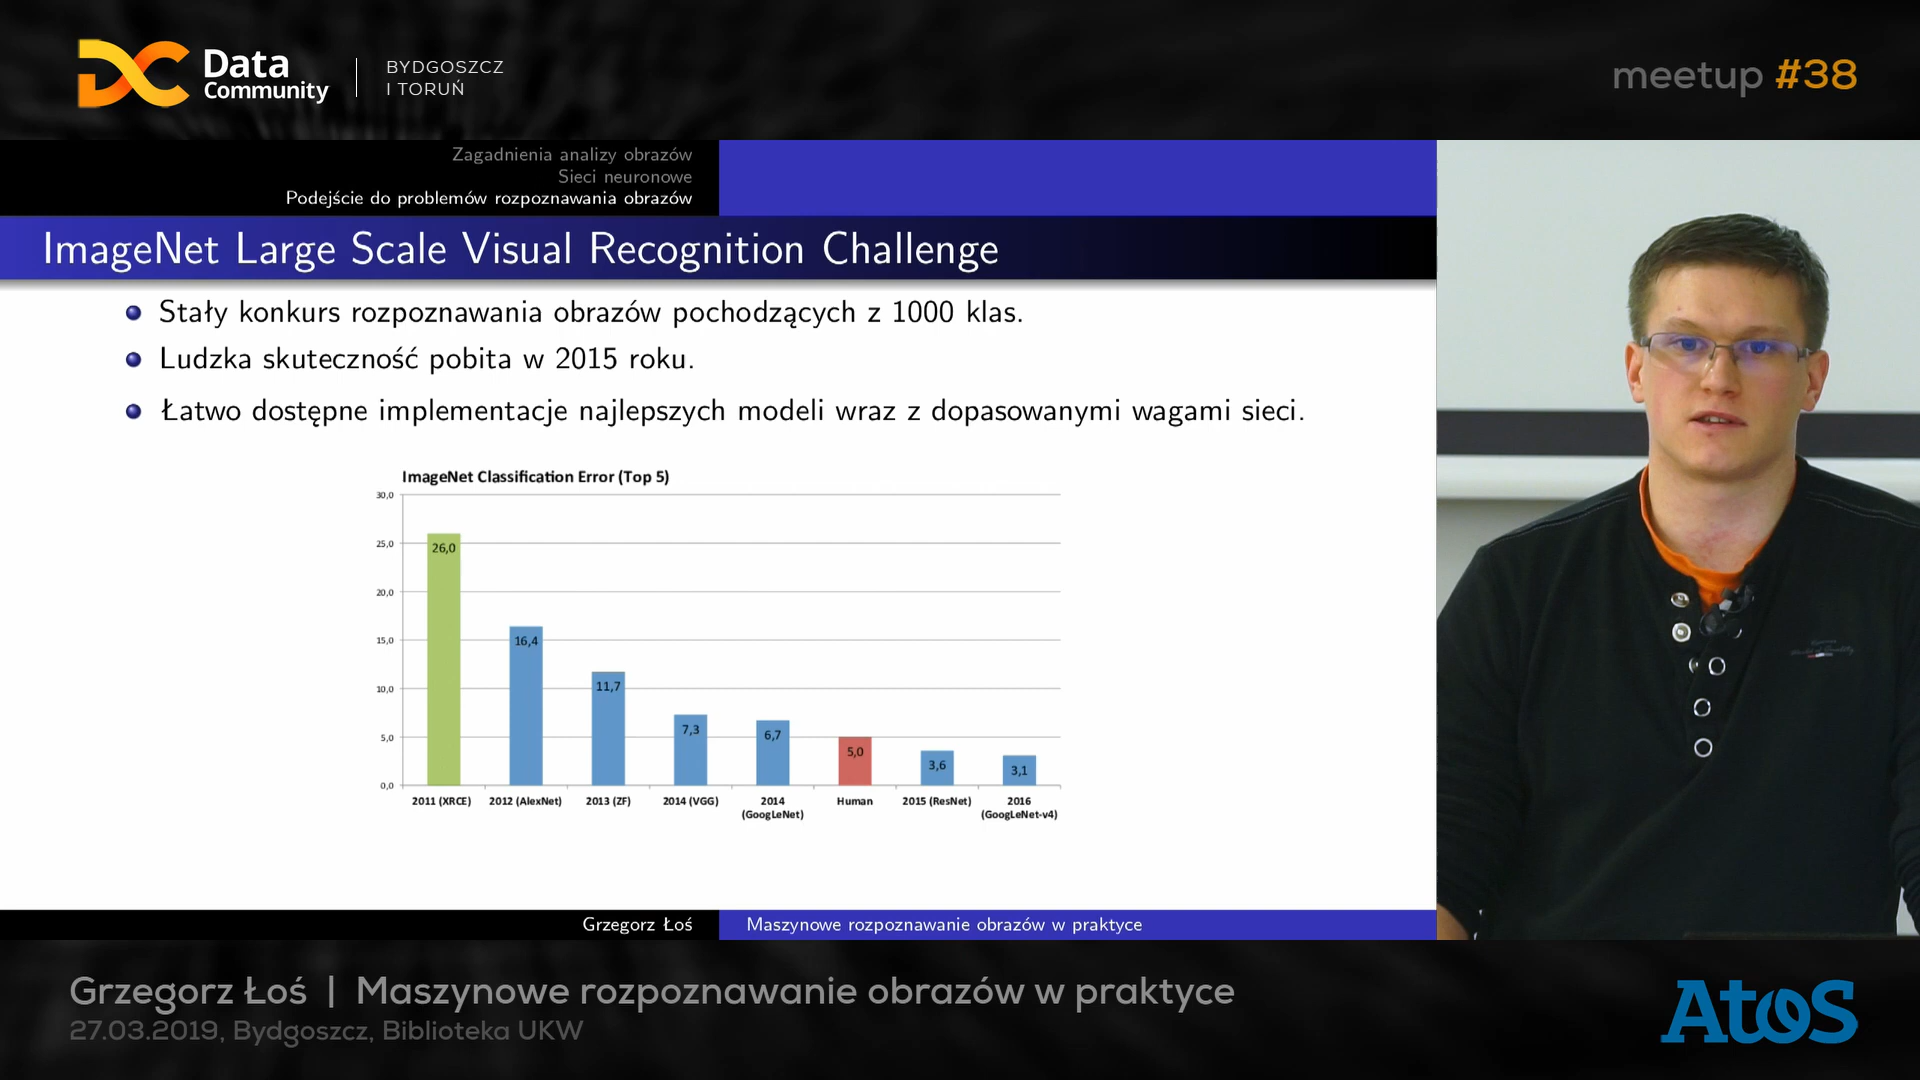 Data
Community
BYDGOSZCZ
I TORUŃ
meetup #38
Zagadnienia analizy obrazów
Sieci neuronowe
Podejście do problemów rozpoznawania obrazów
ImageNet Large Scale Visual Recognition Challenge
Stały konkurs rozpoznawania obrazów pochodzących z 1000 klas.
Ludzka skuteczność pobita w 2015 roku.
Łatwo dostępne implementacje najlepszych modeli wraz z dopasowanymi wagami sieci.
ImageNet Classification Error (Top 5)
30,0
25,0
20,0
15,0
10,0
5,0
0,0
26,0
16,4
11,7
7,3
6,7
5,0
3,6
3,1
2011 (XRCE)
2012 (AlexNet)
2013 (ZF)
2014 (VGG)
2014
(GoogLeNet)
Human
2015 (ResNet)
2016
(GoogLeNet-v4)
Grzegorz Łoś
Maszynowe rozpoznawanie obrazów w praktyce
Grzegorz Łoś | Maszynowe rozpoznawanie obrazów w praktyce
27.03.2019, Bydgoszcz, Biblioteka UKW
Atos